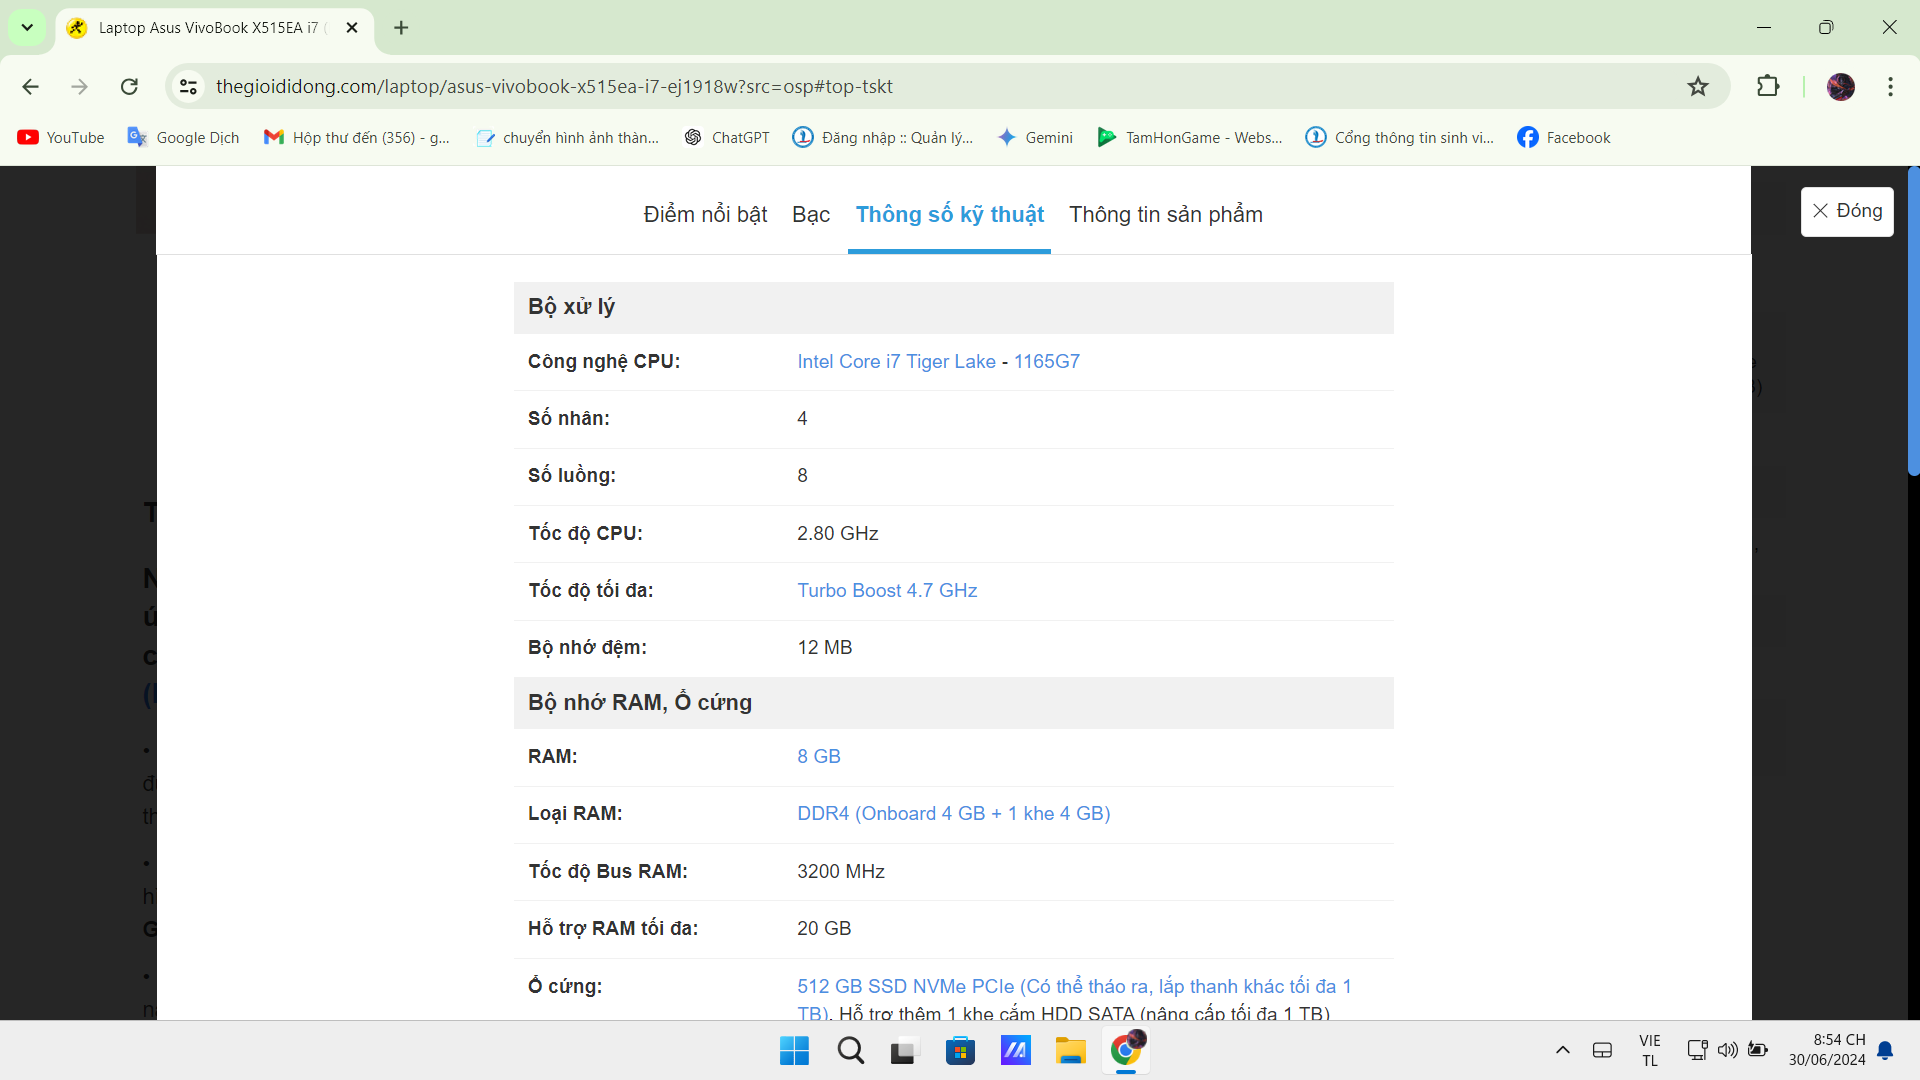 Laptop Asus VivoBook X515EA i7 (
thegioididong.com/laptop/asus-vivobook-x515ea-i7-ej1918w?src=osp#top-tskt
YouTube
Google Dịch
Hộp thư đến (356) - g...
chuyển hình ảnh thàn...
ChatGPT
Đăng nhập :: Quản lý...
Gemini
TamHonGame - Webs...
Cổng thông tin sinh vi...
Facebook
Điểm nổi bật
Bạc
Thông số kỹ thuật
Thông tin sản phẩm
Đóng
Bộ xử lý
Công nghệ CPU: Intel Core i7 Tiger Lake - 1165G7
Số nhân: 4
Số luồng: 8
Tốc độ CPU: 2.80 GHz
Tốc độ tối đa: Turbo Boost 4.7 GHz
Bộ nhớ đệm: 12 MB
Bộ nhớ RAM, Ổ cứng
RAM: 8 GB
Loại RAM: DDR4 (Onboard 4 GB + 1 khe 4 GB)
Tốc độ Bus RAM: 3200 MHz
Hỗ trợ RAM tối đa: 20 GB
Ổ cứng: 512 GB SSD NVMe PCIe (Có thể tháo ra, lắp thanh khác tối đa 1
TB), Hỗ trợ thêm 1 khe cắm HDD SATA (nâng cấp tối đa 1 TB)
VIE
TL
8:54 CH
30/06/2024